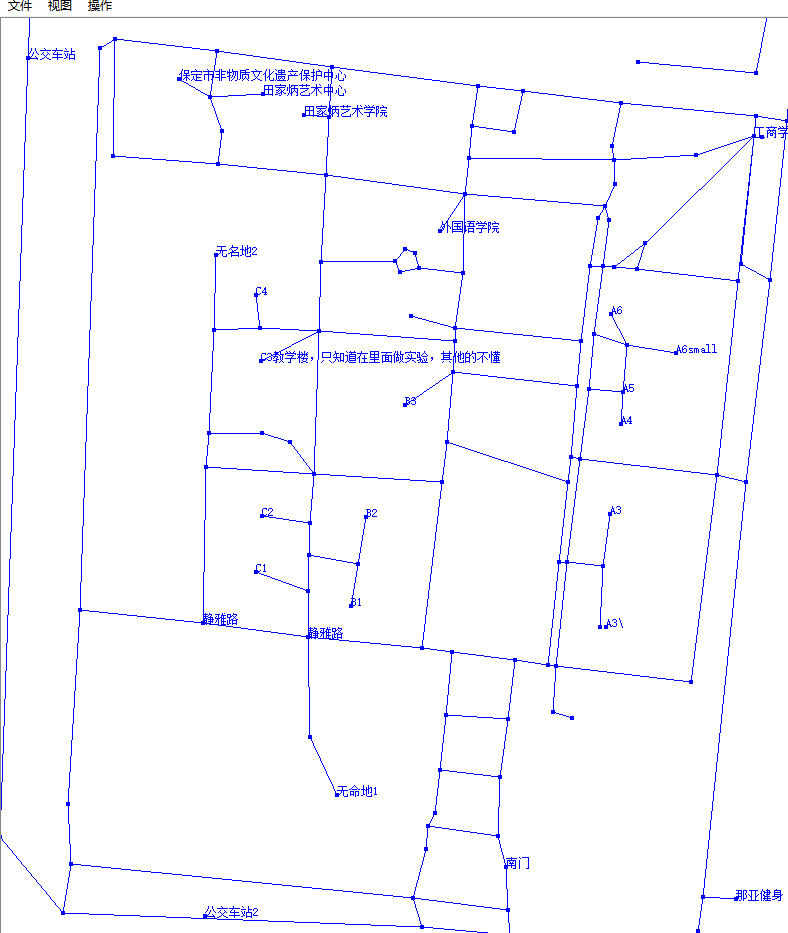 文件 视图 操作
公交车站
保定市非物质文化遗产保护中心
田家炳艺术中心
田家炳艺术学院
工商学
外国语学院
无名地2
C4
A6
A6small
C3教学楼，只知道在里面做实验，其他的不懂
A5
B3
A4
C2
B2
A3
C1
B1
静雅路
A3\
静雅路
无命地1
南门
那亚健身
公交车站2